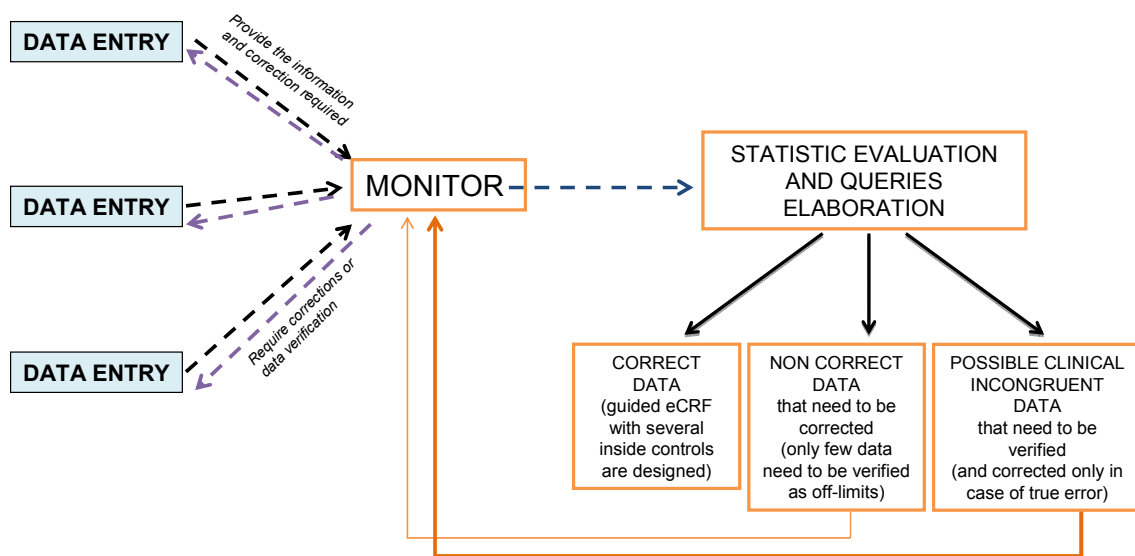 DATA ENTRY
Provide the information
and correction required
DATA ENTRY
MONITOR
STATISTIC EVALUATION
AND QUERIES
ELABORATION
Require corrections or
data verification
DATA ENTRY
CORRECT
DATA
(guided eCRF
with several
inside controls
are designed)
NON CORRECT
DATA
that need to be
corrected
(only few data
need to be verified
as off-limits)
POSSIBLE CLINICAL
INCONGRUENT
DATA
that need to be
verified
(and corrected only in
case of true error)